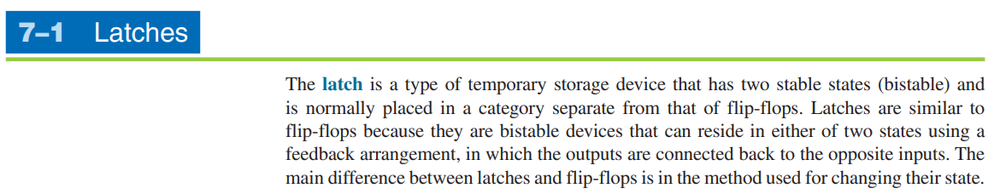 7–1 Latches
The latch is a type of temporary storage device that has two stable states (bistable) and
is normally placed in a category separate from that of flip-flops. Latches are similar to
flip-flops because they are bistable devices that can reside in either of two states using a
feedback arrangement, in which the outputs are connected back to the opposite inputs. The
main difference between latches and flip-flops is in the method used for changing their state.